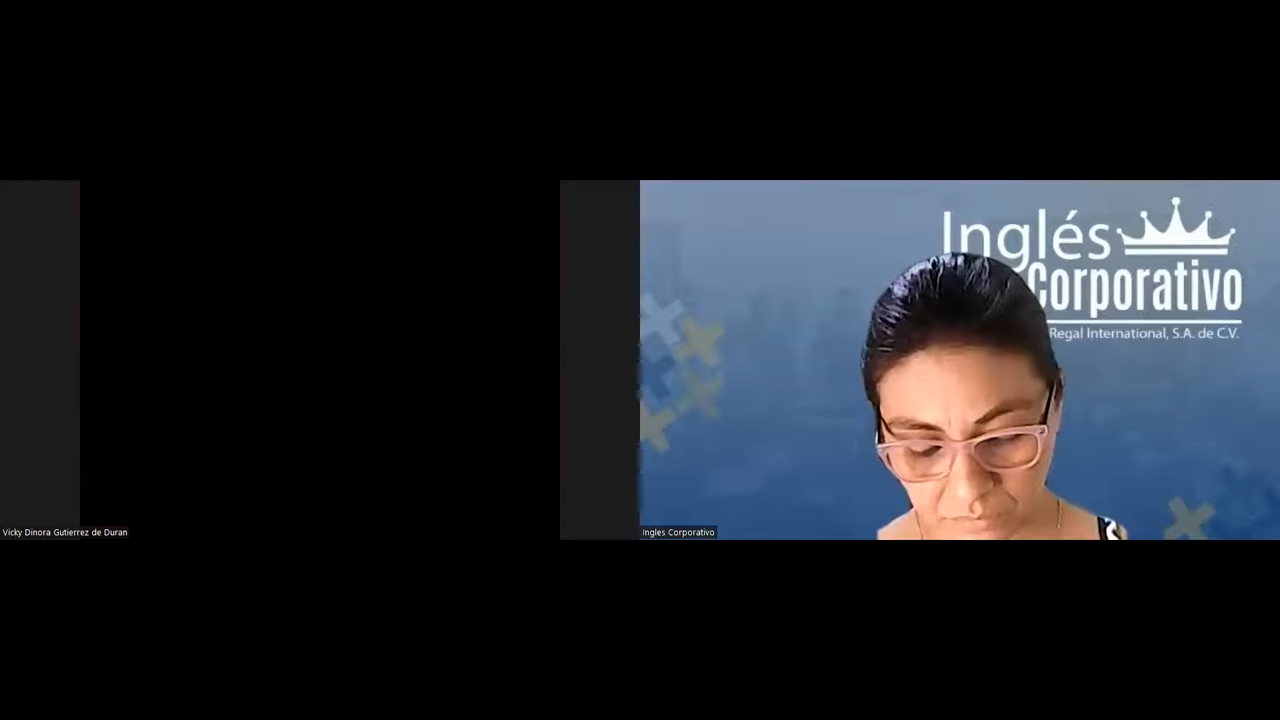 Inglés
Corporativo
Regal International, S.A. de C.V.
Vicky Dinora Gutierrez de Duran
Ingles Corporativo